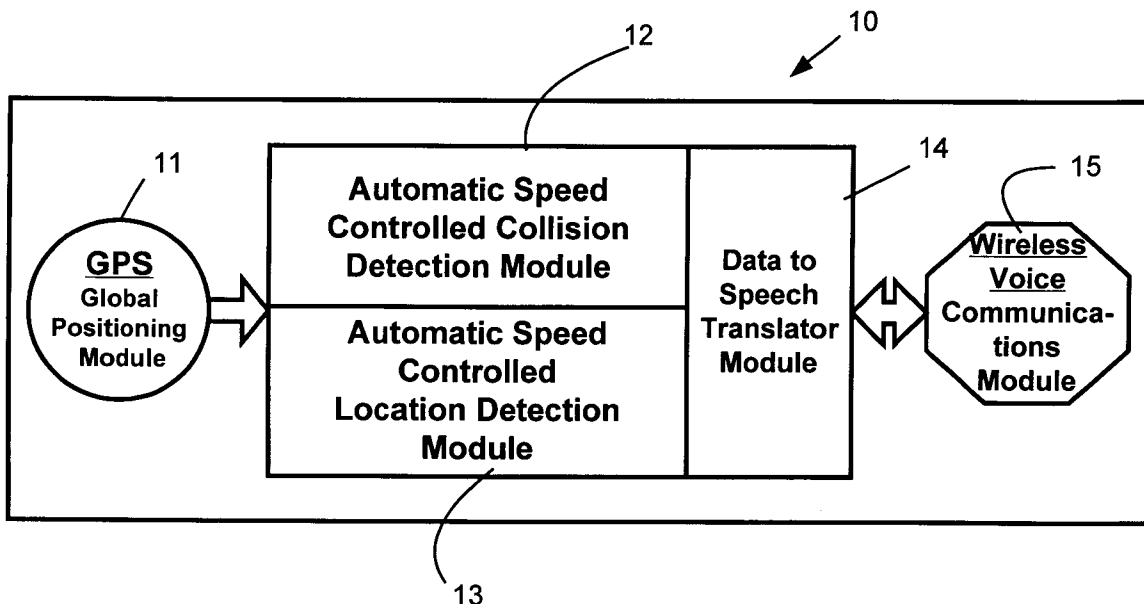 10
12
11
14
15
GPS
Global
Positioning
Module
Automatic Speed
Controlled Collision
Detection Module
Automatic Speed
Controlled
Location Detection
Module
Data to
Speech
Translator
Module
Wireless
Voice
Communica-
tions
Module
13